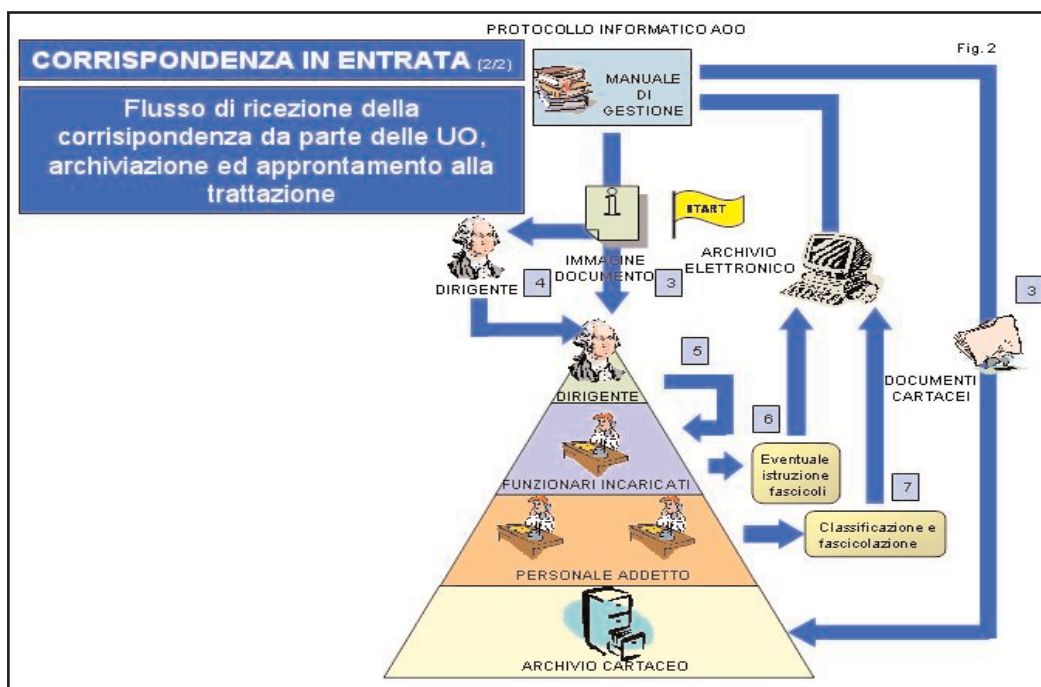 PROTOCOLLO INFORMATICO AOO
Fig. 2
CORRISPONDENZA IN ENTRATA (2/2)
Flusso di ricezione della
corrisipondenza da parte delle UO,
archiviazione ed approntamento alla
trattazione
MANUALE
DI
GESTIONE
i
START
IMMAGINE
DOCUMENTO
ARCHIVIO
ELETTRONICO
DIRIGENTE
4
3
3
DOCUMENTI
CARTACEI
5
DIRIGENTE
6
FUNZIONARI INCARICATI
Eventuale
istruzione
fascicoli
7
Classificazione e
fascicolazione
PERSONALE ADDETTO
ARCHIVIO CARTACEO